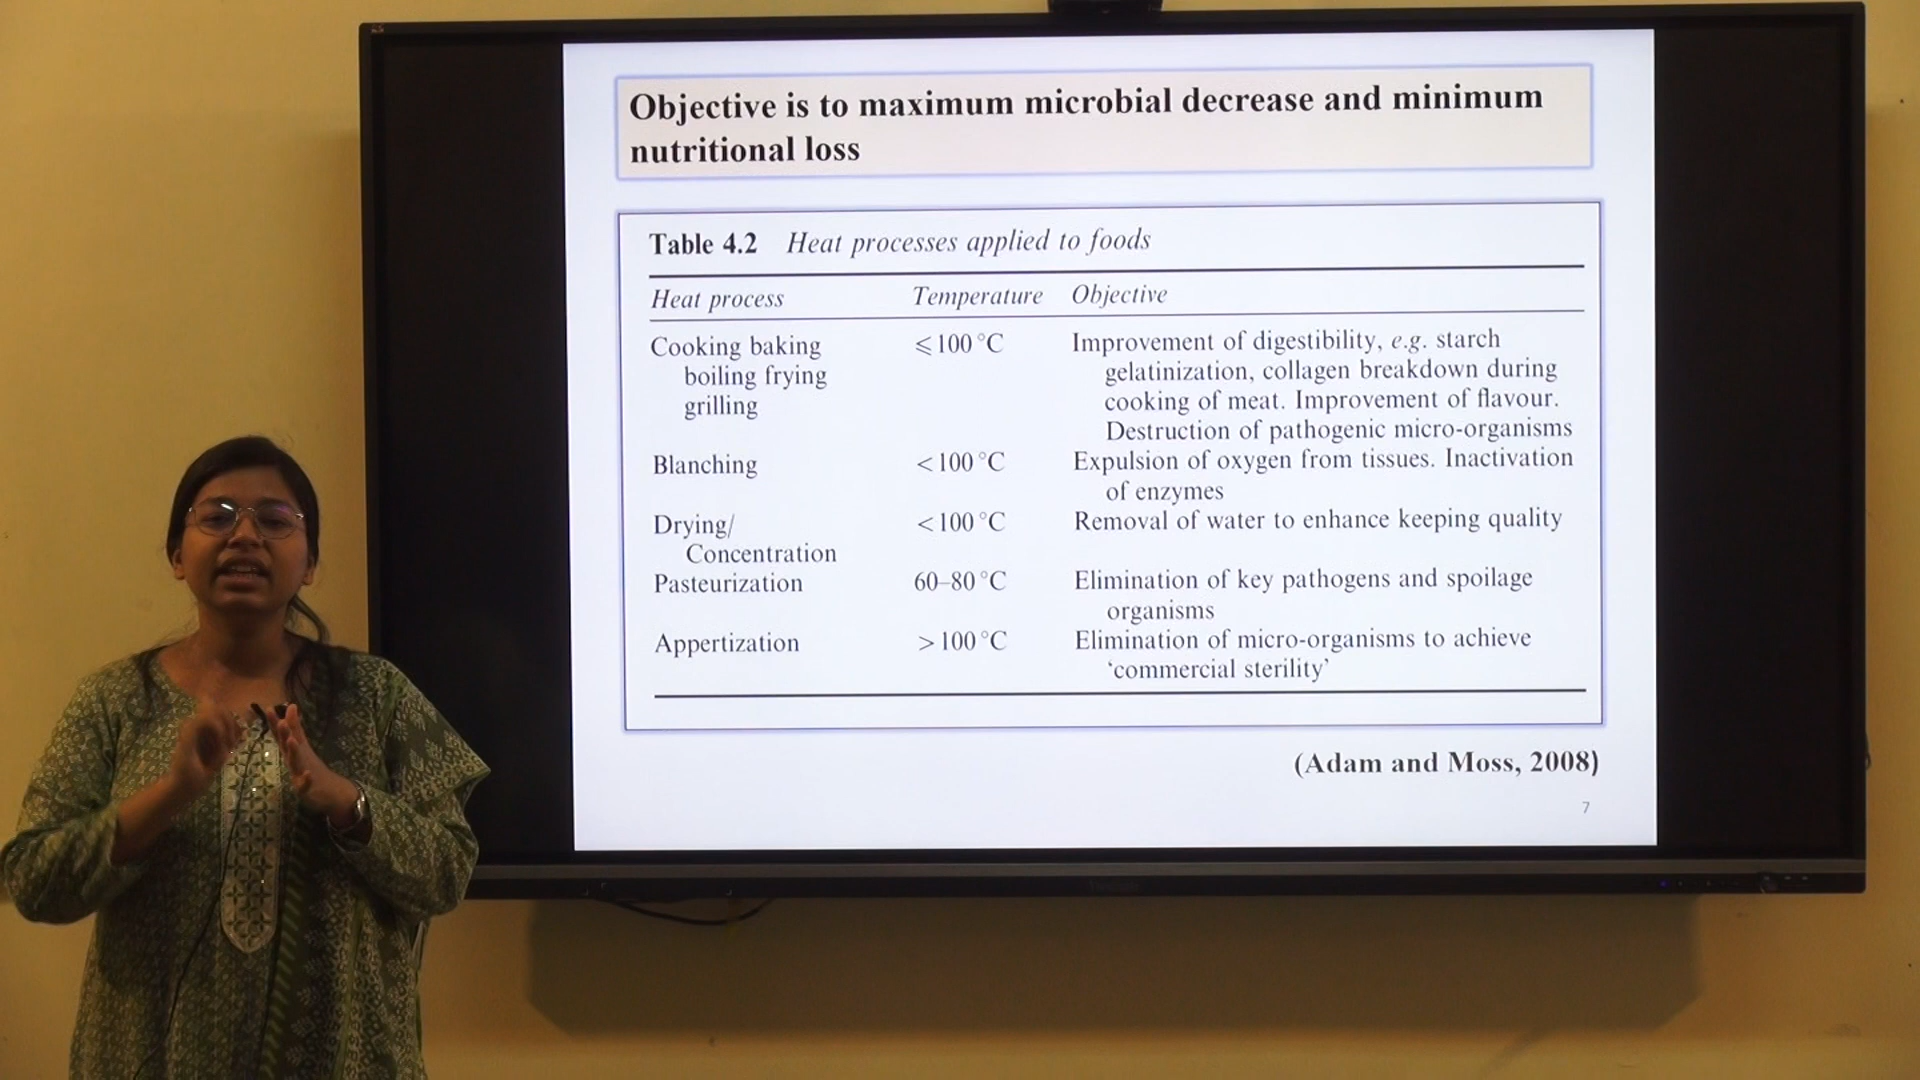 Objective is to maximum microbial decrease and minimum
nutritional loss
Table 4.2 Heat processes applied to foods
Heat process Temperature Objective
Cooking baking ⩽100 °C Improvement of digestibility, e.g. starch
boiling frying gelatinization, collagen breakdown during
grilling cooking of meat. Improvement of flavour.
Destruction of pathogenic micro-organisms
Blanching <100 °C Expulsion of oxygen from tissues. Inactivation
of enzymes
Drying/ <100 °C Removal of water to enhance keeping quality
Concentration
Pasteurization 60–80 °C Elimination of key pathogens and spoilage
organisms
Appertization >100 °C Elimination of micro-organisms to achieve
‘commercial sterility’
(Adam and Moss, 2008)
7